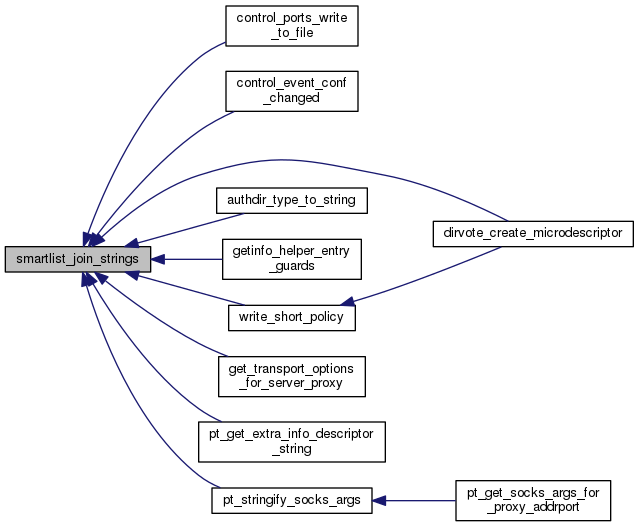 control_ports_write
_to_file
control_event_conf
_changed
authdir_type_to_string
dirvote_create_microdescriptor
smartlist_join_strings
getinfo_helper_entry
_guards
write_short_policy
get_transport_options
_for_server_proxy
pt_get_extra_info_descriptor
_string
pt_stringify_socks_args
pt_get_socks_args_for
_proxy_addrport